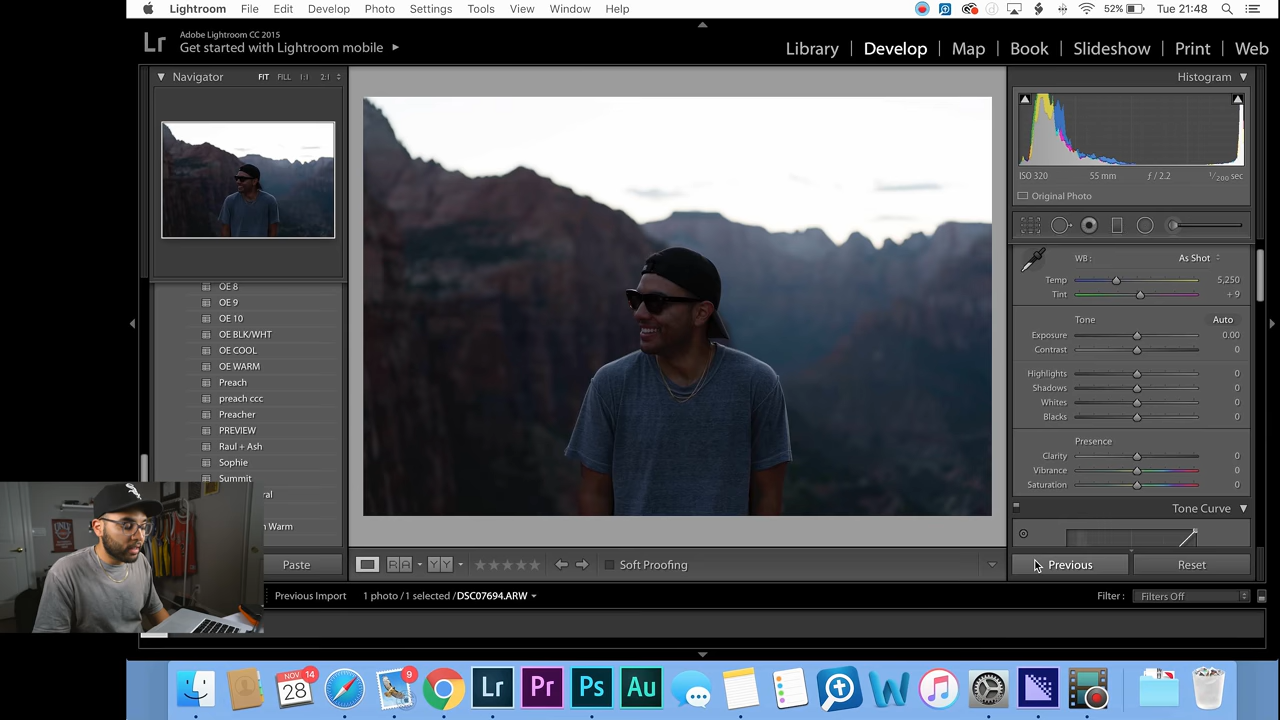 Lightroom File Edit Develop Photo Settings Tools View Window Help 52% Tue 21:48
Lr Adobe Lightroom CC 2015
Get started with Lightroom mobile
Library | Develop | Map | Book | Slideshow | Print | Web
Navigator FIT FILL 1:1 2:1
OE 8
OE 9
OE 10
OE BLK/WHT
OE COOL
OE WARM
Preach
preach ccc
Preacher
PREVIEW
Raul + Ash
Sophie
Summit
ral
n Warm
Paste
Histogram
ISO 320 55 mm ƒ / 2.2 1/200 sec
Original Photo
WB: As Shot
Temp 5,250
Tint + 9
Tone Auto
Exposure 0.00
Contrast 0
Highlights 0
Shadows 0
Whites 0
Blacks 0
Presence
Clarity 0
Vibrance 0
Saturation 0
Tone Curve
Previous Reset
RA YY Soft Proofing
Previous Import 1 photo / 1 selected / DSC07694.ARW Filter: Filters Off
NOV 14 28 9 Lr Pr Ps Au W